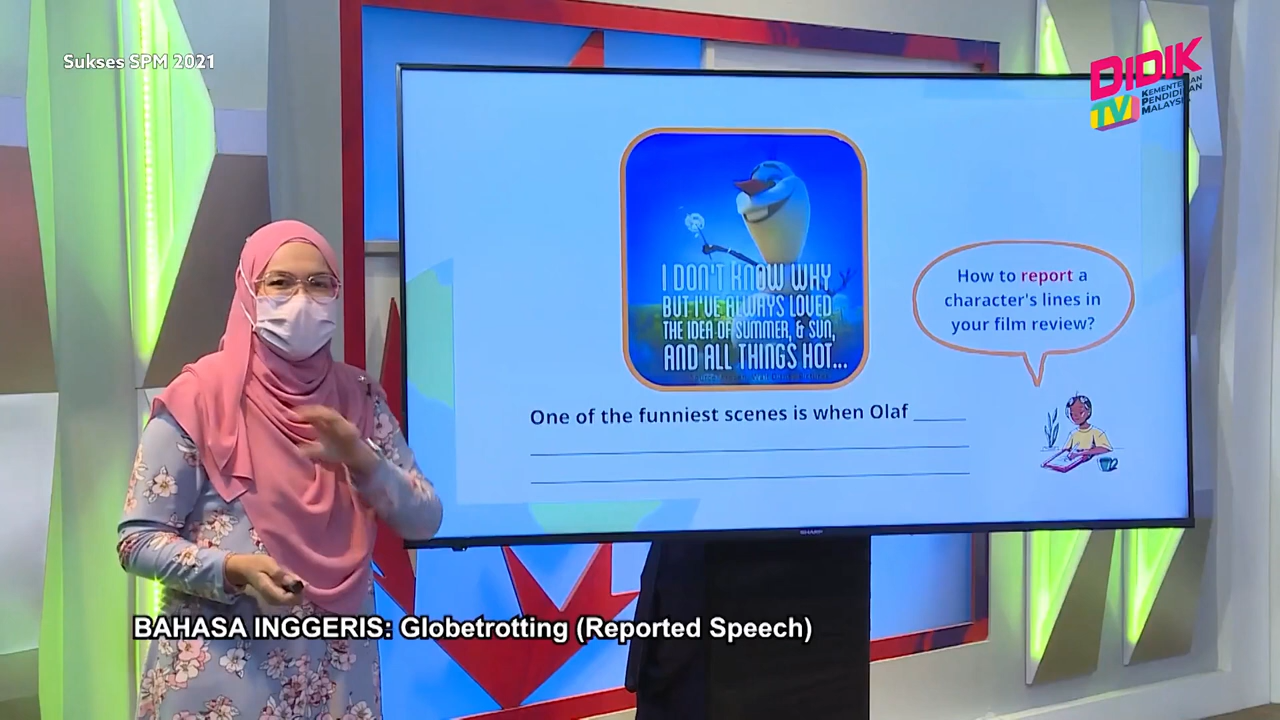 Sukses SPM 2021
DIDIK
TV
KEMENTERIAN
PENDIDIKAN
MALAYSIA
I DON'T KNOW WHY
BUT I'VE ALWAYS LOVED
THE IDEA OF SUMMER, & SUN,
AND ALL THINGS HOT...
How to report a
character's lines in
your film review?
One of the funniest scenes is when Olaf
SHARP
BAHASA INGGERIS: Globetrotting (Reported Speech)